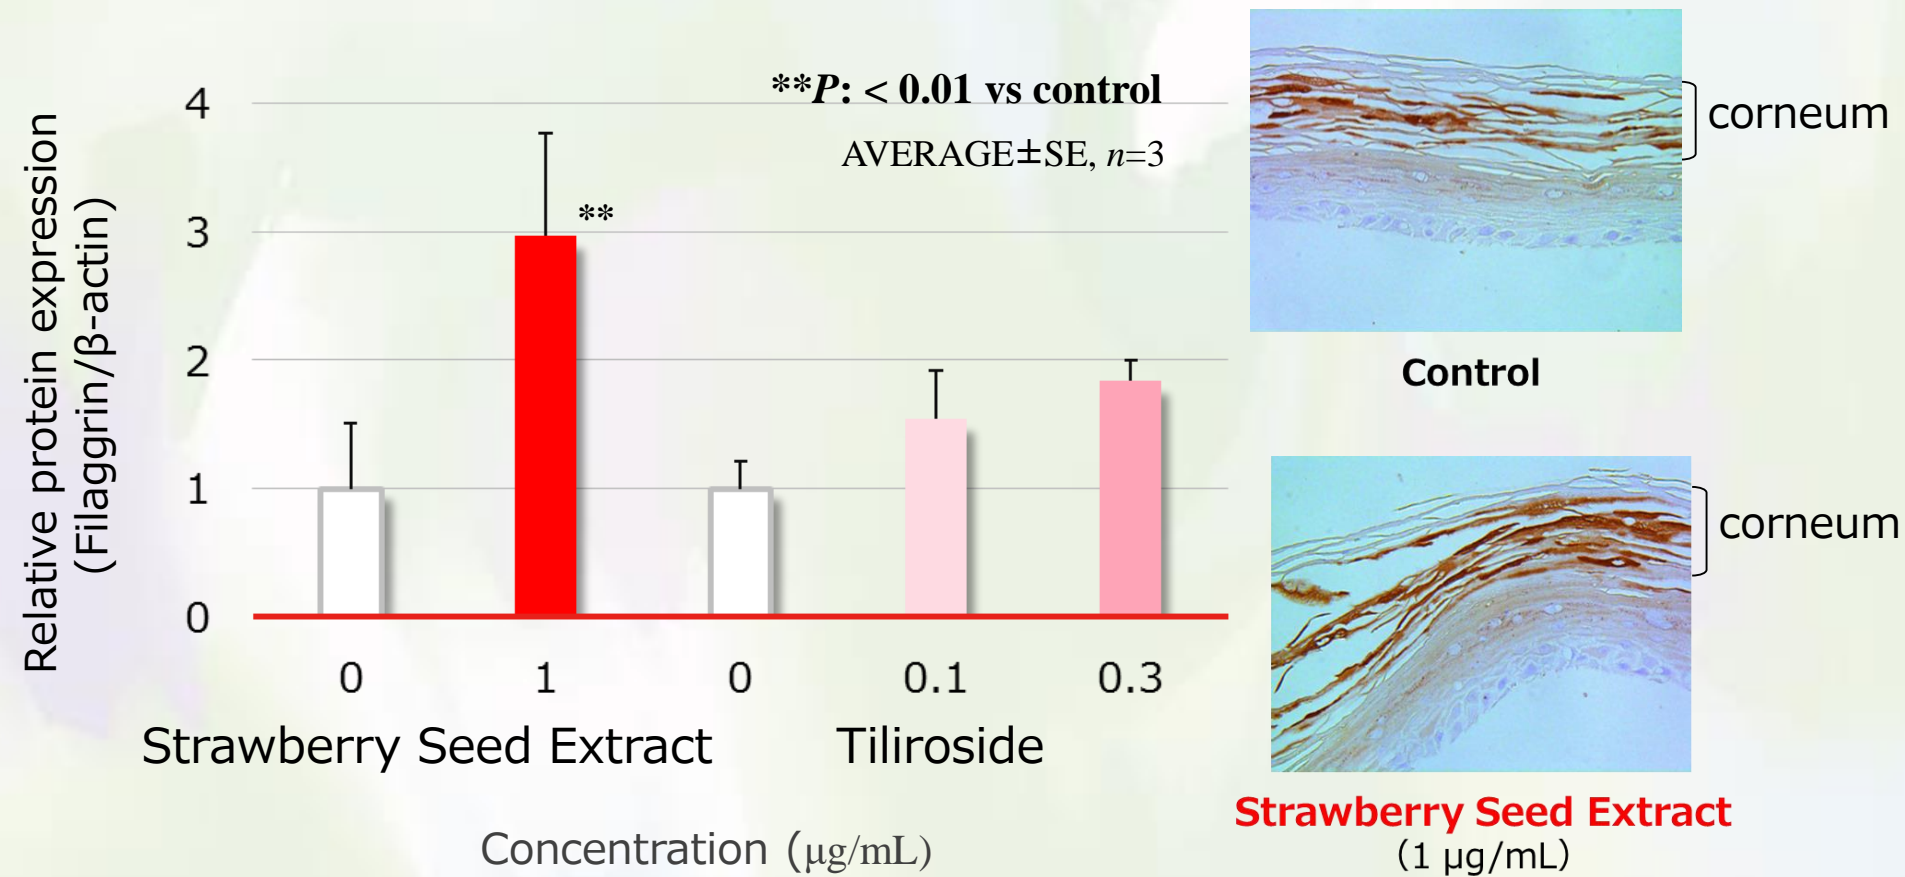 Relative protein expression
(Filaggrin/β-actin)
4
3
2
1
0
**P: < 0.01 vs control
AVERAGE±SE, n=3
**
0 1 0 0.1 0.3
Strawberry Seed Extract Tiliroside
Concentration (μg/mL)
corneum
Control
corneum
Strawberry Seed Extract
(1 μg/mL)